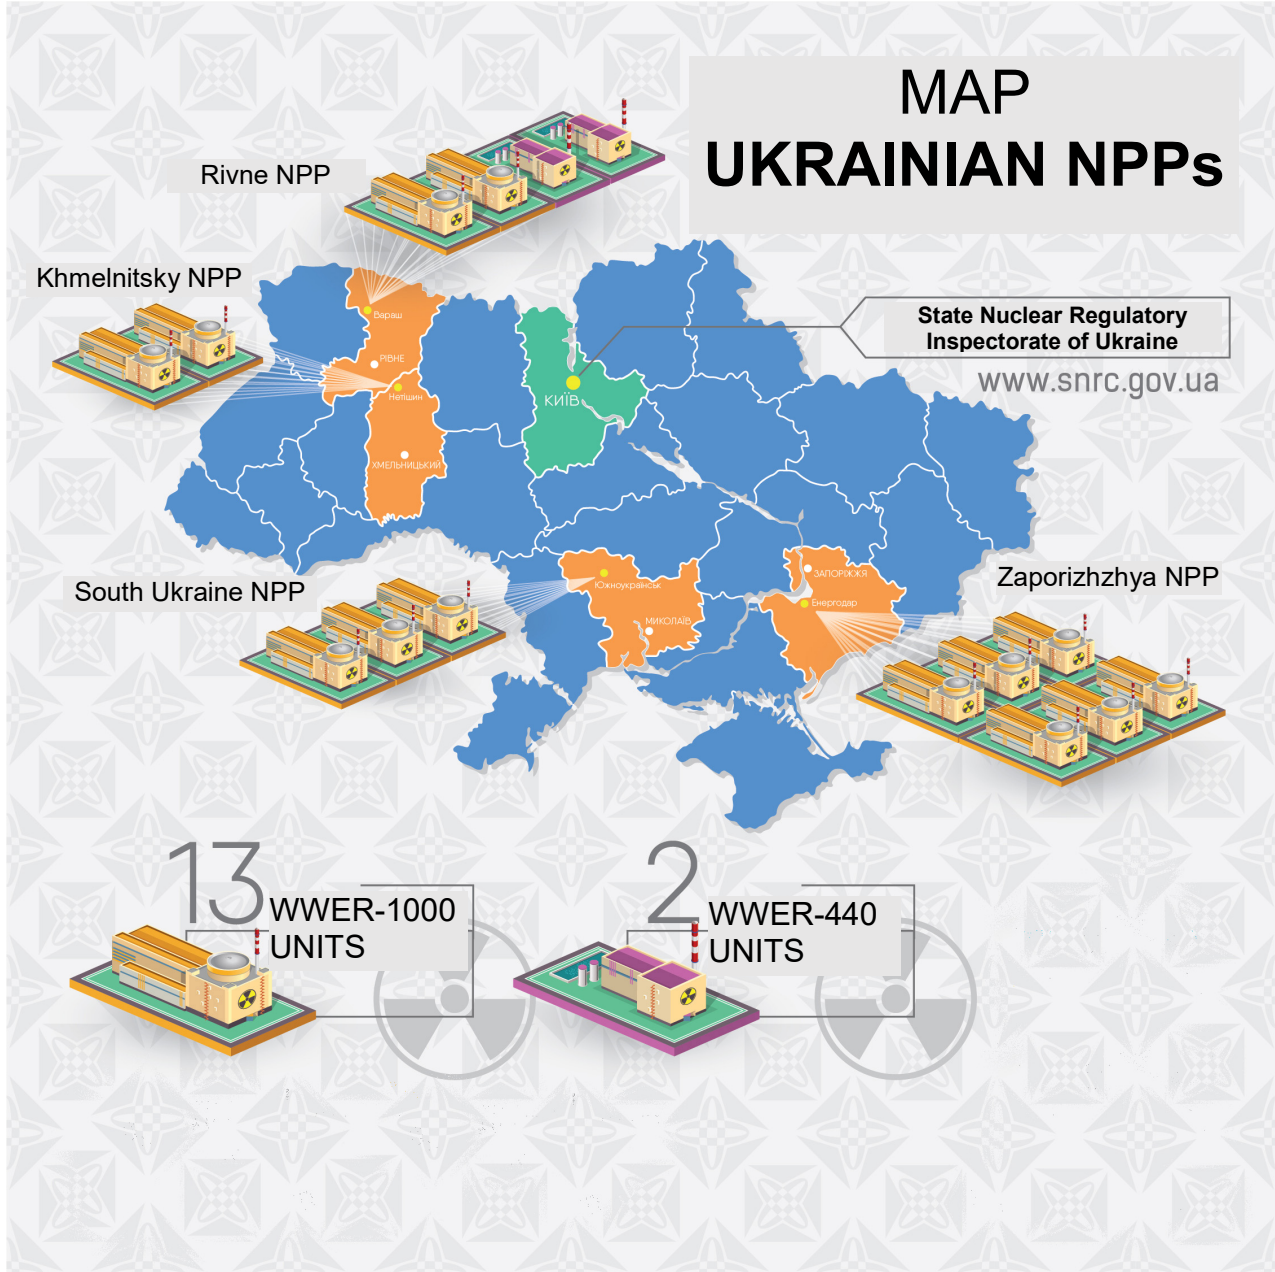 MAP
UKRAINIAN NPPs
Rivne NPP
Khmelnitsky NPP
Вараш
РІВНЕ
Нетішин
ХМЕЛЬНИЦЬКИЙ
КИЇВ
State Nuclear Regulatory
Inspectorate of Ukraine
www.snrc.gov.ua
South Ukraine NPP
Южноукраїнськ
МИКОЛАЇВ
ЗАПОРІЖЖЯ
Енергодар
Zaporizhzhya NPP
13
WWER-1000
UNITS
2
WWER-440
UNITS